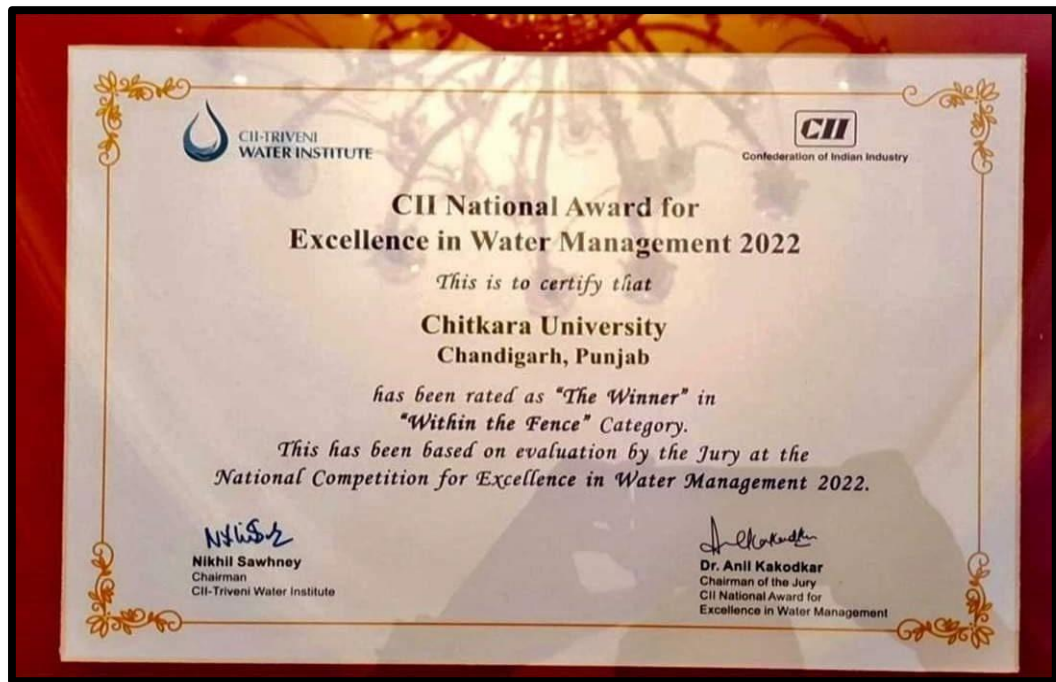 CII-TRIVENI
WATER INSTITUTE
CII
Confederation of Indian Industry
CII National Award for
Excellence in Water Management 2022
This is to certify that
Chitkara University
Chandigarh, Punjab
has been rated as "The Winner" in
"Within the Fence" Category.
This has been based on evaluation by the Jury at the
National Competition for Excellence in Water Management 2022.
Nikhil Sawhney
Chairman
CII-Triveni Water Institute
Dr. Anil Kakodkar
Chairman of the Jury
CII National Award for
Excellence in Water Management